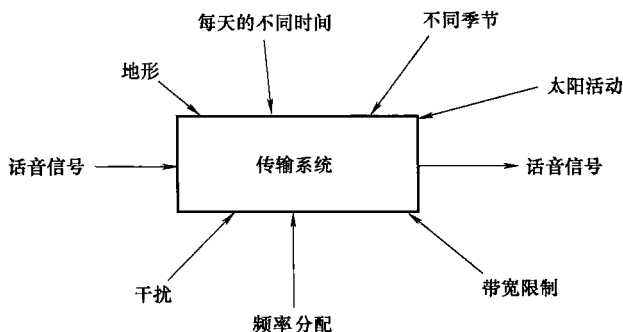 每天的不同时间
不同季节
地形
太阳活动
话音信号
传输系统
话音信号
干扰
带宽限制
频率分配